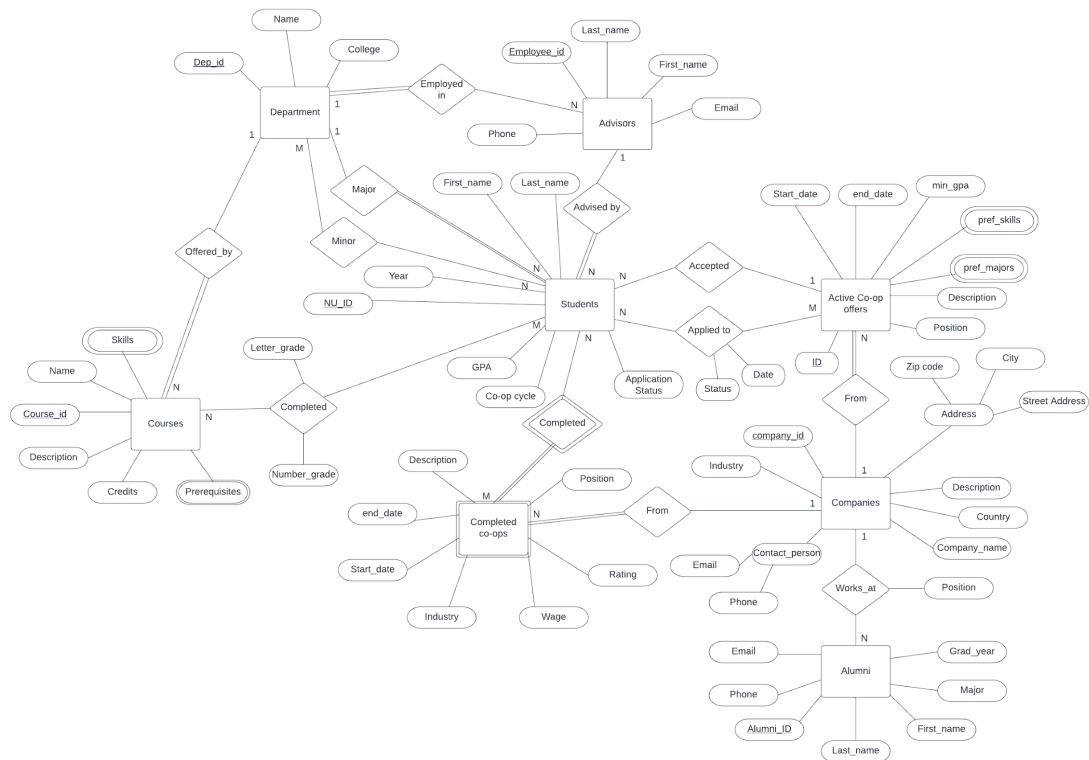 Name
Last_name
College
Employee_id
Dep_id
First_name
Employed
in
Department
1
N
Email
Advisors
Phone
1
1
M
1
First_name
Last_name
Major
Start_date
end_date
min_gpa
pref_skills
Advised by
Minor
Offered_by
Accepted
pref_majors
Year
N
N
N
N
1
Description
NU_ID
Students
Active Co-op
offers
M
N
Applied to
M
Position
Skills
N
N
Letter_grade
ID
City
Zip code
GPA
Application
Status
Date
Status
Name
N
Co-op cycle
From
Street Address
Address
Course_id
N
Completed
Courses
Completed
company_id
Description
Description
Industry
Position
1
Number_grade
Credits
Prerequisites
Description
M
end_date
N
From
1
Companies
Country
Completed
co-ops
1
Company_name
Contact_person
Email
Start_date
Rating
Works_at
Position
Phone
Industry
Wage
N
Email
Grad_year
Alumni
Phone
Major
Alumni_ID
First_name
Last_name